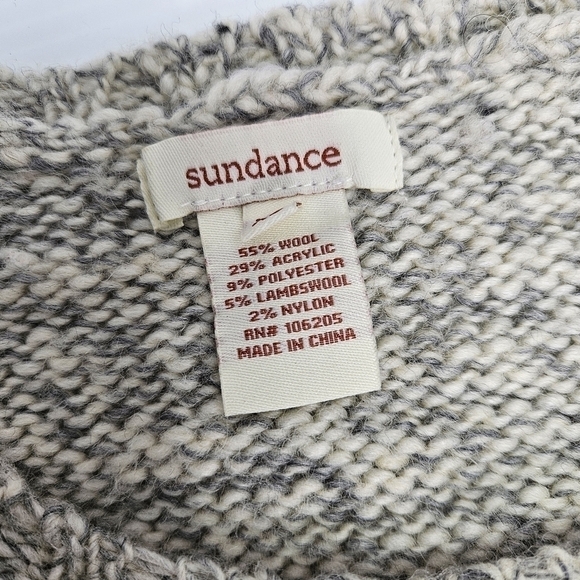 sundance
55% WOOL
29% ACRYLIC
9% POLYESTER
5% LAMBSWOOL
2% NYLON
RN# 106205
MADE IN CHINA